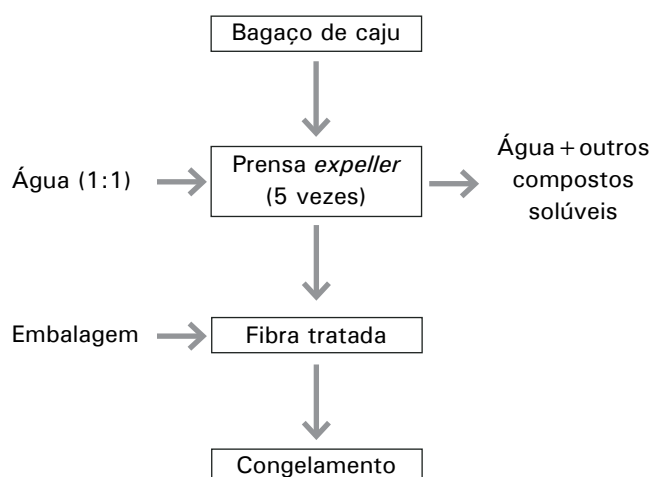 Bagaço de caju
Água (1:1)
Prensa expeller
(5 vezes)
Água + outros
compostos
solúveis
Embalagem
Fibra tratada
Congelamento